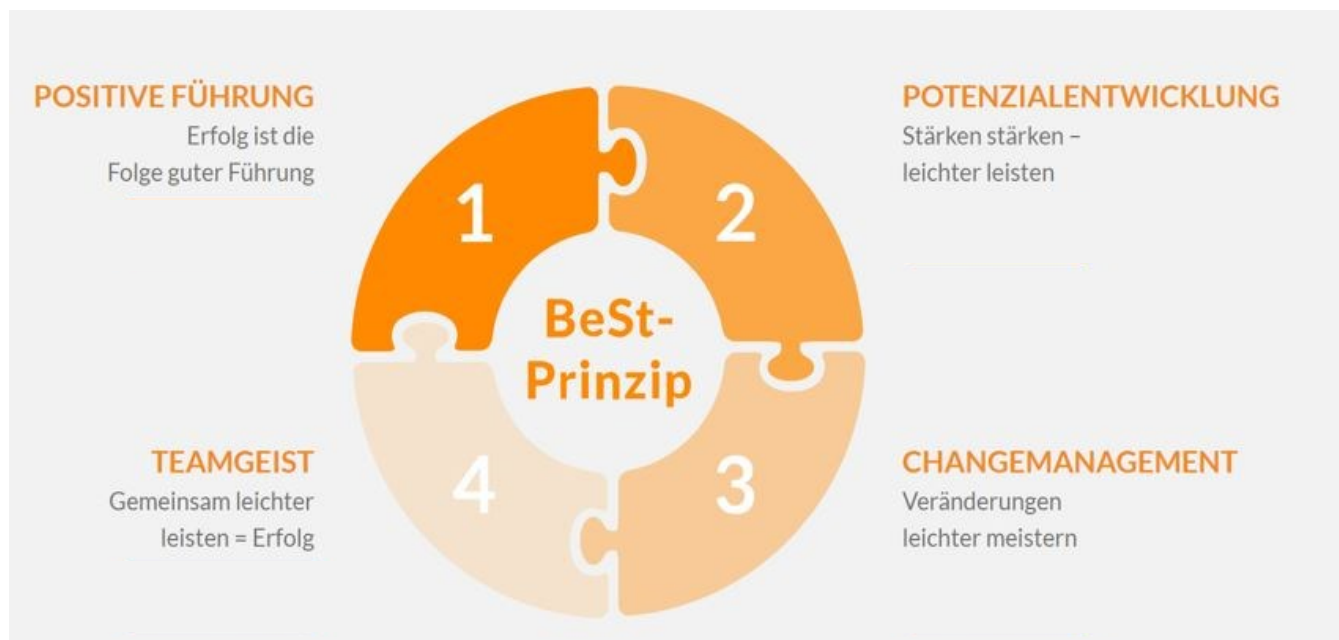 POSITIVE FÜHRUNG
Erfolg ist die
Folge guter Führung
POTENZIALENTWICKLUNG
Stärken stärken –
leichter leisten
1
2
BeSt-
Prinzip
TEAMGEIST
Gemeinsam leichter
leisten = Erfolg
4
3
CHANGEMANAGEMENT
Veränderungen
leichter meistern